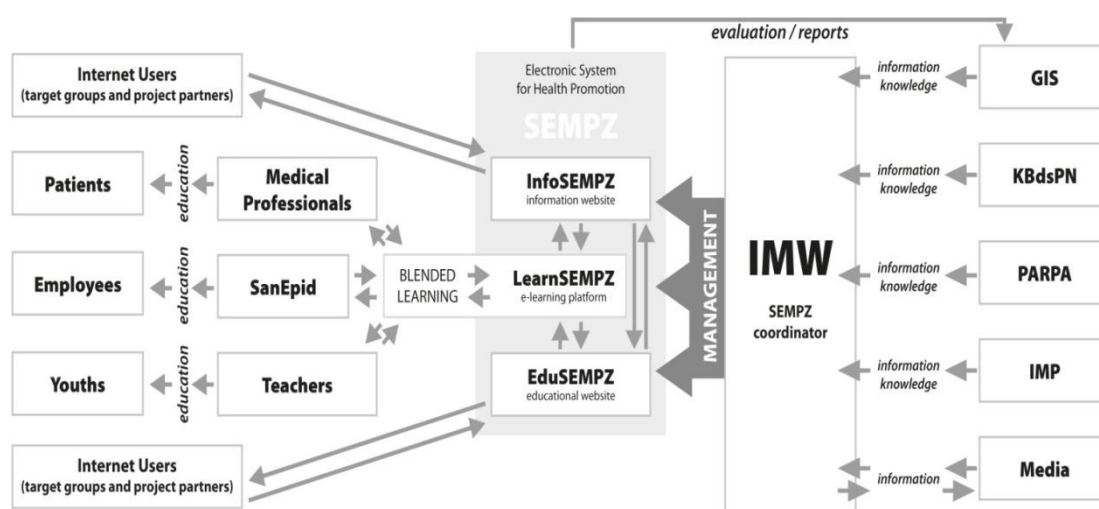 evaluation / reports
Internet Users
(target groups and project partners)
Electronic System
for Health Promotion
SEMPZ
information
knowledge
GIS
Patients
education
Medical
Professionals
InfoSEMPZ
information website
information
knowledge
KBdsPN
Employees
education
SanEpid
BLENDED
LEARNING
LearnSEMPZ
e-learning platform
MANAGEMENT
IMW
SEMPZ
coordinator
information
knowledge
PARPA
Youths
education
Teachers
EduSEMPZ
educational website
information
knowledge
IMP
Internet Users
(target groups and project partners)
information
Media